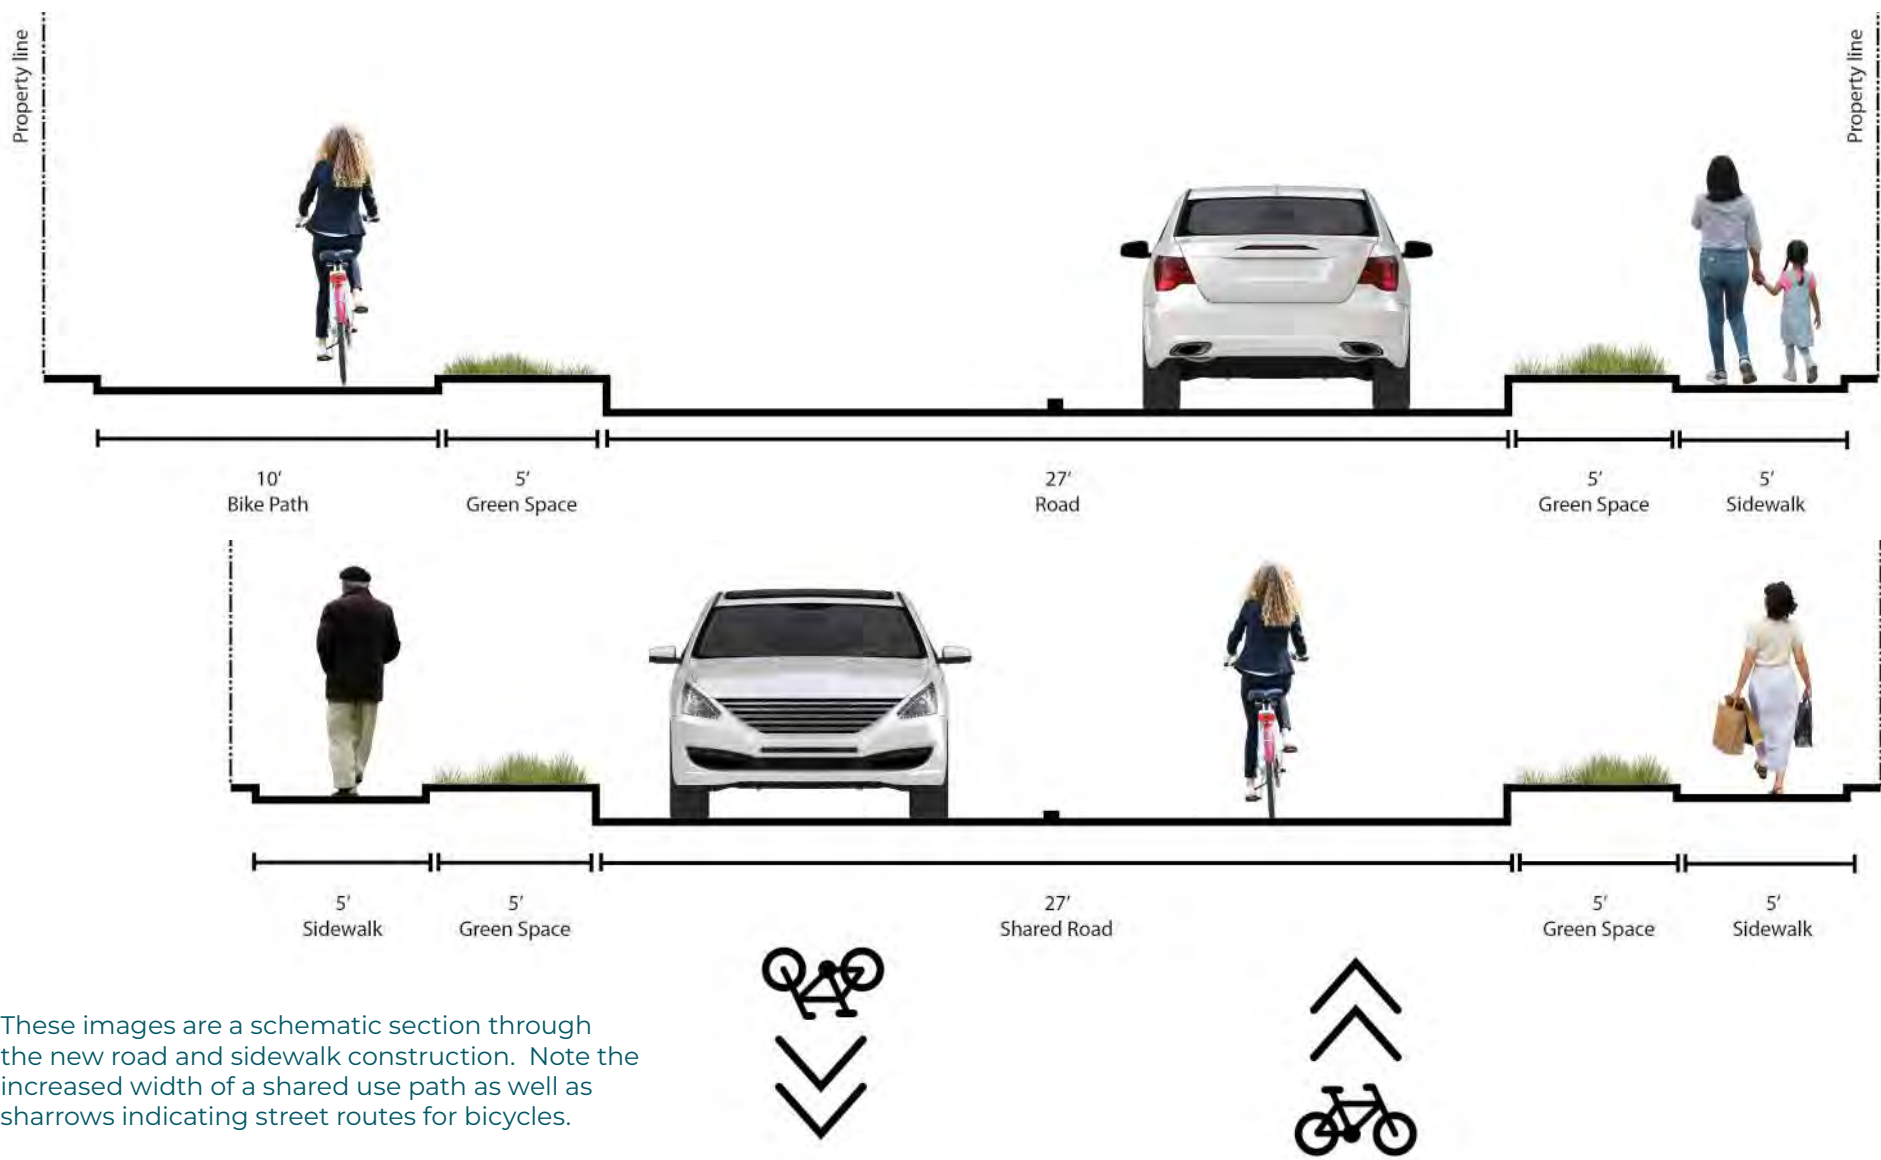 Property line
Property line
10'
Bike Path
5'
Green Space
27'
Road
5'
Green Space
5'
Sidewalk
5'
Sidewalk
5'
Green Space
27'
Shared Road
5'
Green Space
5'
Sidewalk
These images are a schematic section through
the new road and sidewalk construction.  Note the
increased width of a shared use path as well as
sharrows indicating street routes for bicycles.